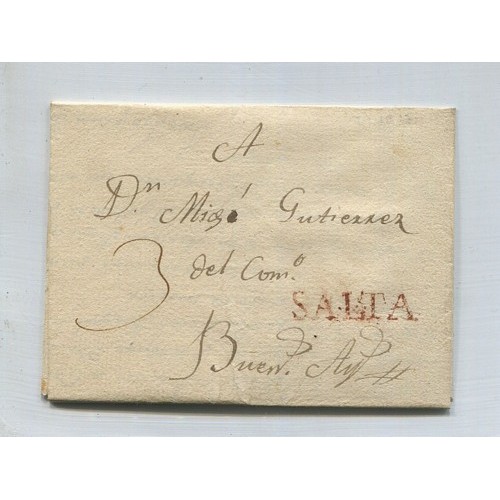 A
Dn Migl Gutierrez
3 del Como
SALTA
Buens Ays